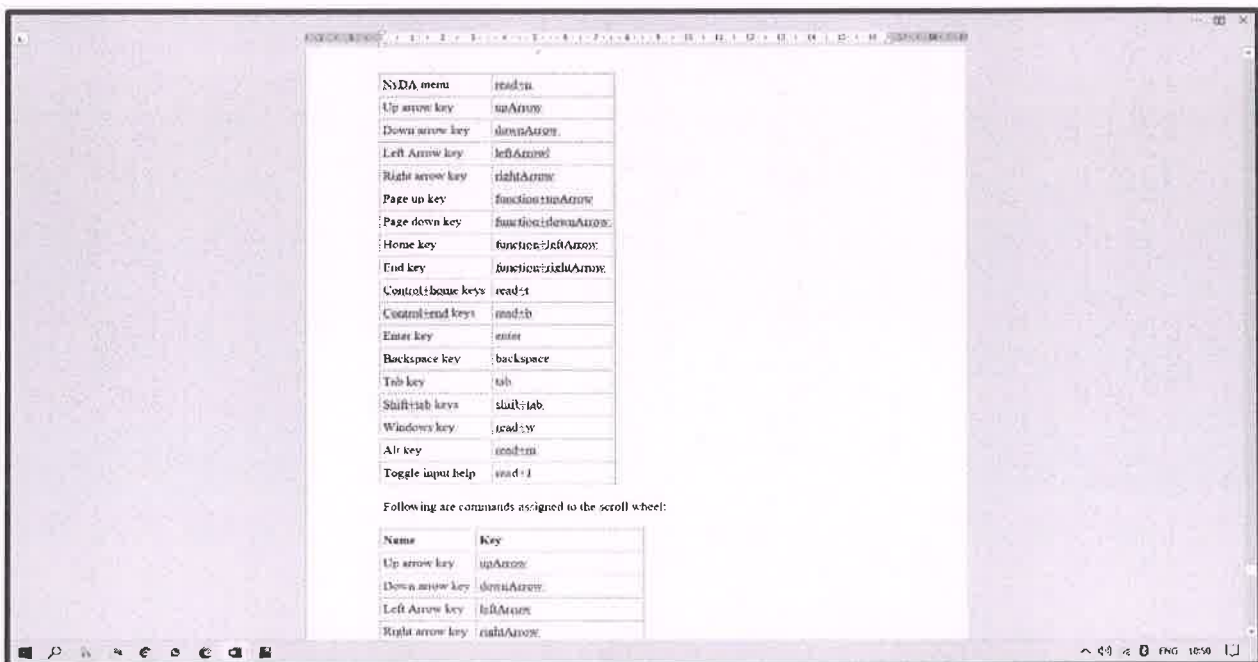 NVDA menu read+n
Up arrow key upArrow
Down arrow key downArrow
Left Arrow key leftArrow
Right arrow key rightArrow
Page up key function+upArrow
Page down key function+downArrow
Home key function+leftArrow
End key function+rightArrow
Control+home keys read+t
Control+end keys read+b
Enter key enter
Backspace key backspace
Tab key tab
Shift+tab keys shift+tab
Windows key read+w
Alt key read+m
Toggle input help read+1
Following are commands assigned to the scroll wheel:
Name Key
Up arrow key upArrow
Down arrow key downArrow
Left Arrow key leftArrow
Right arrow key rightArrow
ENG 10:50